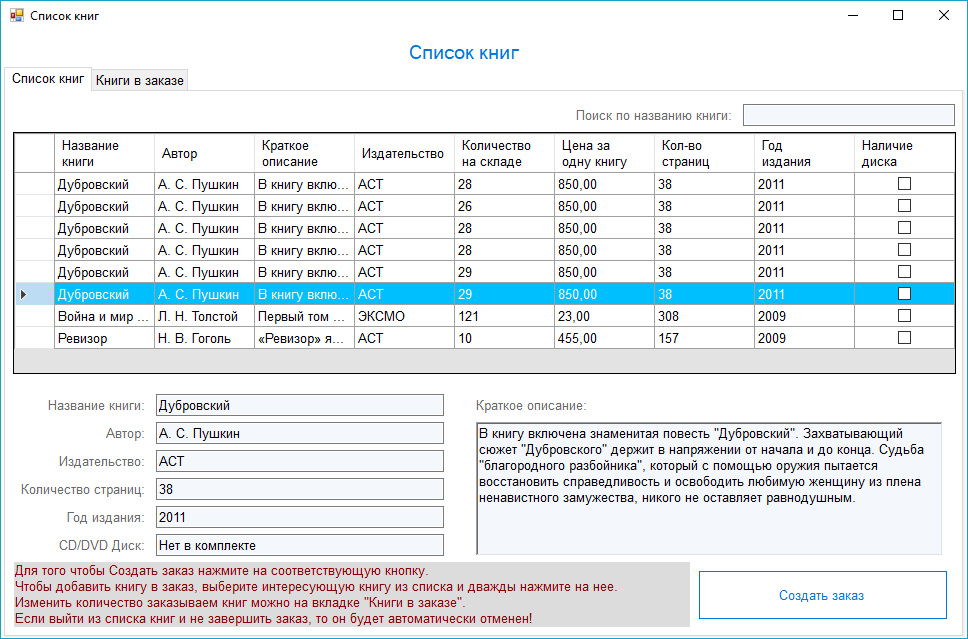 Список книг
Список книг
Список книг Книги в заказе
Поиск по названию книги:
Название книги Автор Краткое описание Издательство Количество на складе Цена за одну книгу Кол-во страниц Год издания Наличие диска
Дубровский А. С. Пушкин В книгу вклю... АСТ 28 850,00 38 2011
Дубровский А. С. Пушкин В книгу вклю... АСТ 26 850,00 38 2011
Дубровский А. С. Пушкин В книгу вклю... АСТ 28 850,00 38 2011
Дубровский А. С. Пушкин В книгу вклю... АСТ 28 850,00 38 2011
Дубровский А. С. Пушкин В книгу вклю... АСТ 29 850,00 38 2011
Дубровский А. С. Пушкин В книгу вклю... АСТ 29 850,00 38 2011
Война и мир ... Л. Н. Толстой Первый том ... ЭКСМО 121 23,00 308 2009
Ревизор Н. В. Гоголь «Ревизор» я... АСТ 10 455,00 157 2009
Название книги: Дубровский
Автор: А. С. Пушкин
Издательство: АСТ
Количество страниц: 38
Год издания: 2011
CD/DVD Диск: Нет в комплекте
Краткое описание:
В книгу включена знаменитая повесть "Дубровский". Захватывающий
сюжет "Дубровского" держит в напряжении от начала и до конца. Судьба
"благородного разбойника", который с помощью оружия пытается
восстановить справедливость и освободить любимую женщину из плена
ненавистного замужества, никого не оставляет равнодушным.
Для того чтобы Создать заказ нажмите на соответствующую кнопку.
Чтобы добавить книгу в заказ, выберите интересующую книгу из списка и дважды нажмите на нее.
Изменить количество заказываем книг можно на вкладке "Книги в заказе".
Если выйти из списка книг и не завершить заказ, то он будет автоматически отменен!
Создать заказ